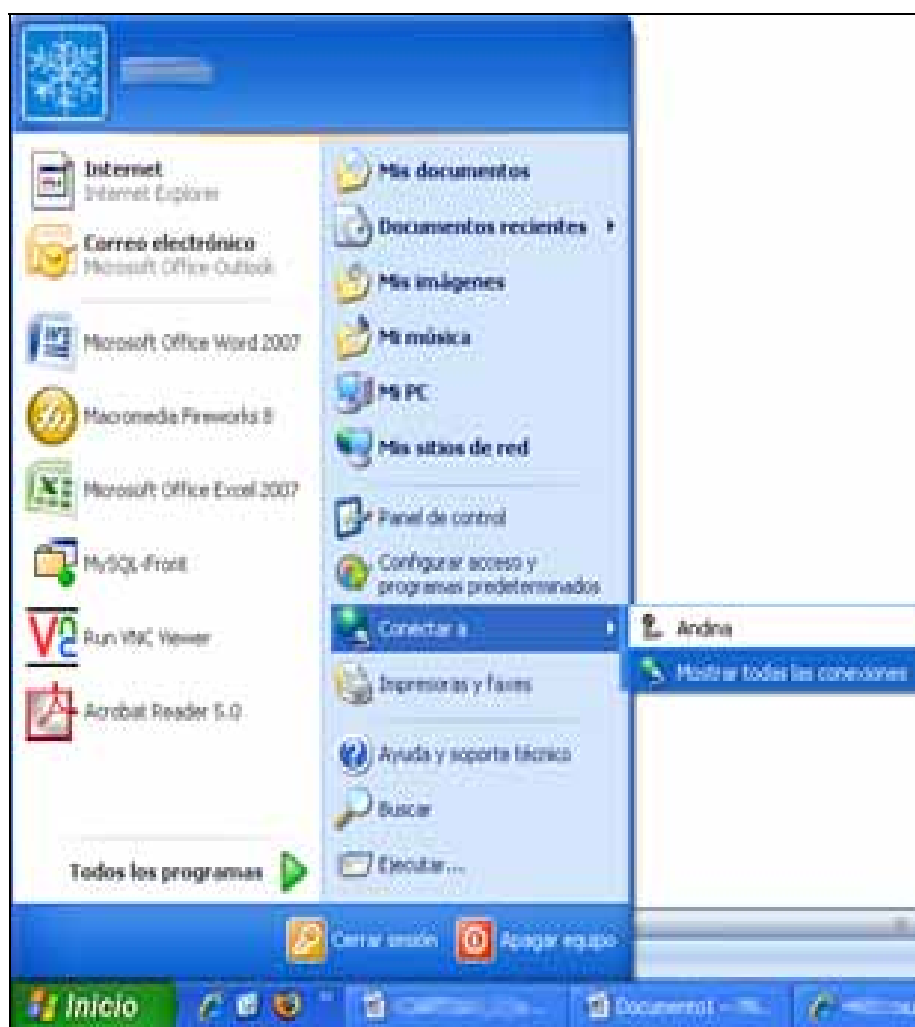 Internet
Internet Explorer
Correo electrónico
Microsoft Office Outlook
Microsoft Office Word 2007
Macromedia Fireworks 8
Microsoft Office Excel 2007
MySQL-Front
Run VNC Viewer
Acrobat Reader 5.0
Todos los programas
Mis documentos
Documentos recientes
Mis imágenes
Mi música
Mi PC
Mis sitios de red
Panel de control
Configurar acceso y
programas predeterminados
Conectar a
Impresoras y faxes
Ayuda y soporte técnico
Buscar
Ejecutar...
Andina
Mostrar todas las conexiones
Cerrar sesión
Apagar equipo
Inicio
Documento1 -